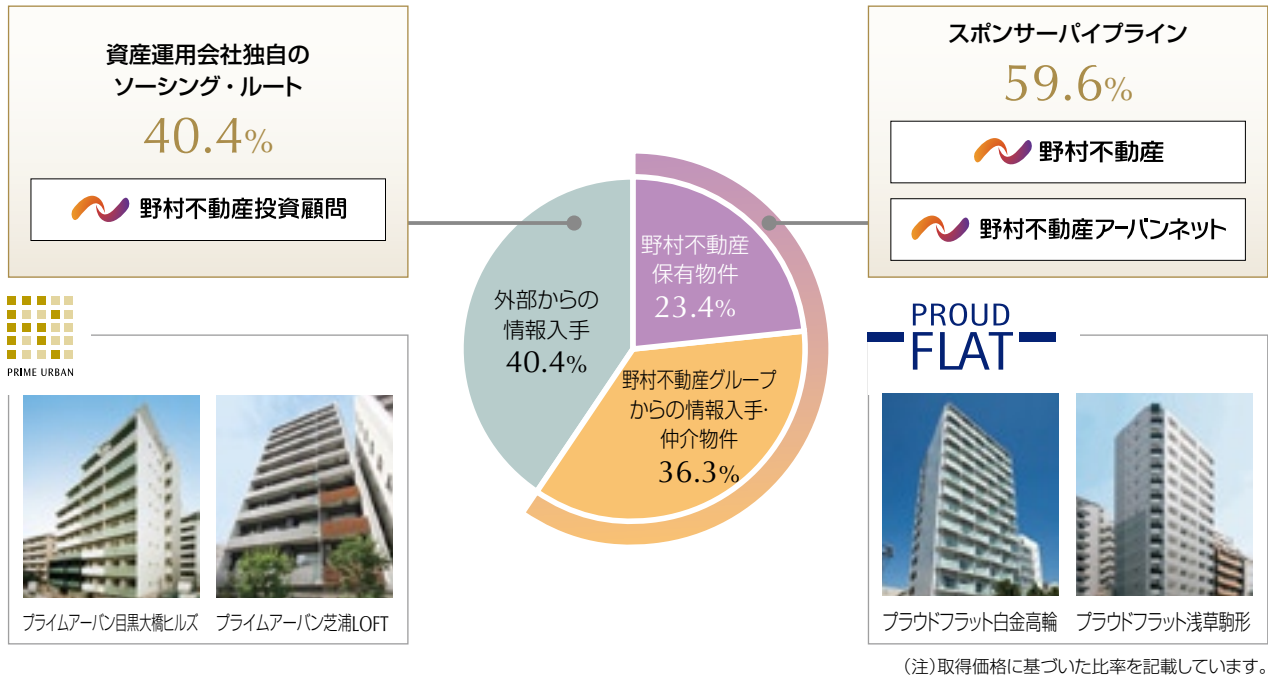 資産運用会社独自の
ソーシング・ルート
40.4%
野村不動産投資顧問
スポンサーパイプライン
59.6%
野村不動産
野村不動産アーバンネット
野村不動産
保有物件
23.4%
外部からの
情報入手
40.4%
野村不動産グループ
からの情報入手・
仲介物件
36.3%
PRIME URBAN
プライムアーバン目黒大橋ヒルズ
プライムアーバン芝浦LOFT
PROUD
FLAT
プラウドフラット白金高輪
プラウドフラット浅草駒形
（注）取得価格に基づいた比率を記載しています。